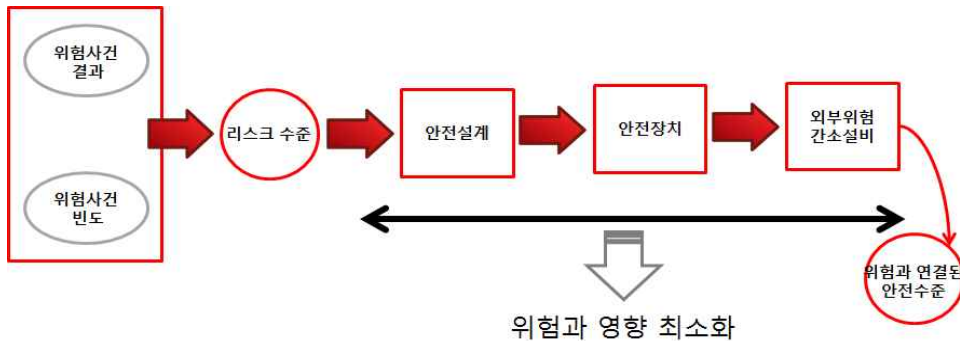 위험사건
결과
위험사건
빈도
리스크 수준
안전설계
안전장치
외부위험
간소설비
위험과 연결된
안전수준
위험과 영향 최소화